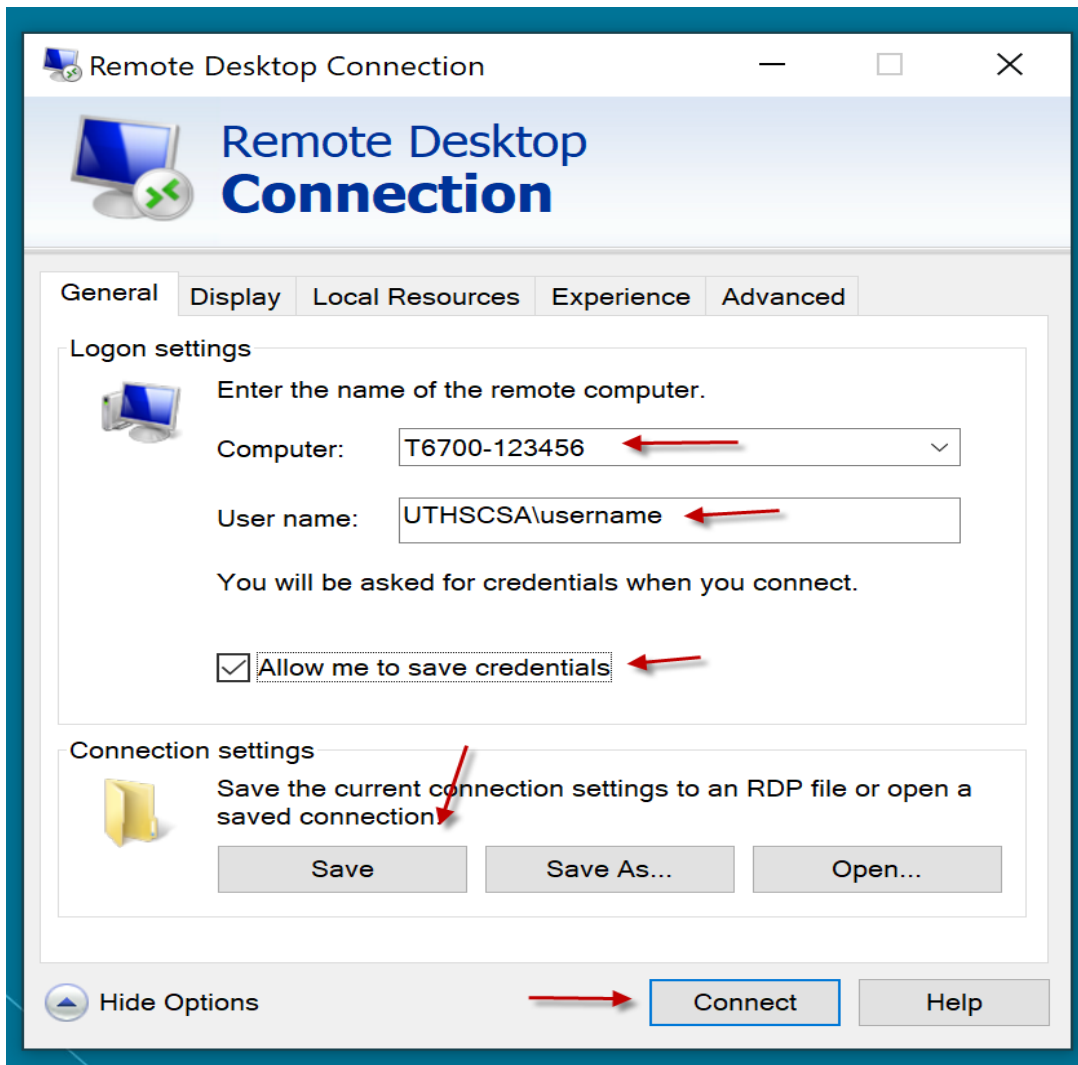 Remote Desktop Connection
Remote Desktop
Connection
General Display Local Resources Experience Advanced
Logon settings
Enter the name of the remote computer.
Computer: T6700-123456
User name: UTHSCSA\username
You will be asked for credentials when you connect.
Allow me to save credentials
Connection settings
Save the current connection settings to an RDP file or open a
saved connection.
Save Save As... Open...
Hide Options Connect Help